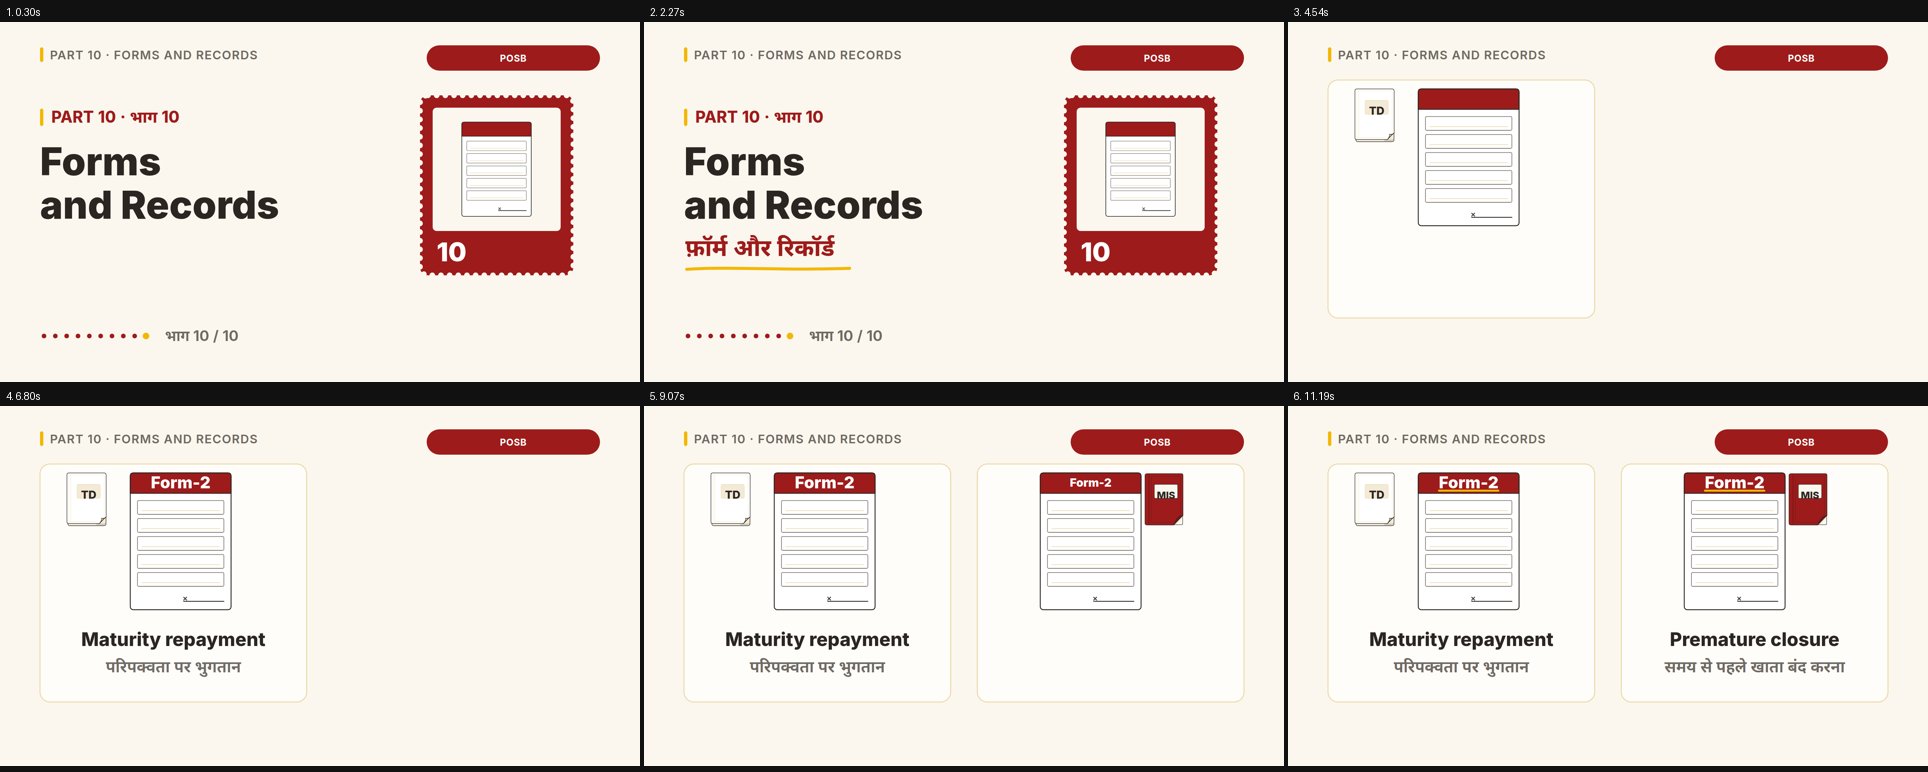 1. 0.30s
PART 10 · FORMS AND RECORDS
POSB
PART 10 · भाग 10
Forms
and Records
10
भाग 10 / 10
2. 2.27s
PART 10 · FORMS AND RECORDS
POSB
PART 10 · भाग 10
Forms
and Records
फ़ॉर्म और रिकॉर्ड
10
भाग 10 / 10
3. 4.54s
PART 10 · FORMS AND RECORDS
POSB
TD
x
4. 6.80s
PART 10 · FORMS AND RECORDS
POSB
TD
Form-2
x
Maturity repayment
परिपक्वता पर भुगतान
5. 9.07s
PART 10 · FORMS AND RECORDS
POSB
TD
Form-2
x
Maturity repayment
परिपक्वता पर भुगतान
Form-2
MIS
x
6. 11.19s
PART 10 · FORMS AND RECORDS
POSB
TD
Form-2
x
Maturity repayment
परिपक्वता पर भुगतान
Form-2
MIS
x
Premature closure
समय से पहले खाता बंद करना